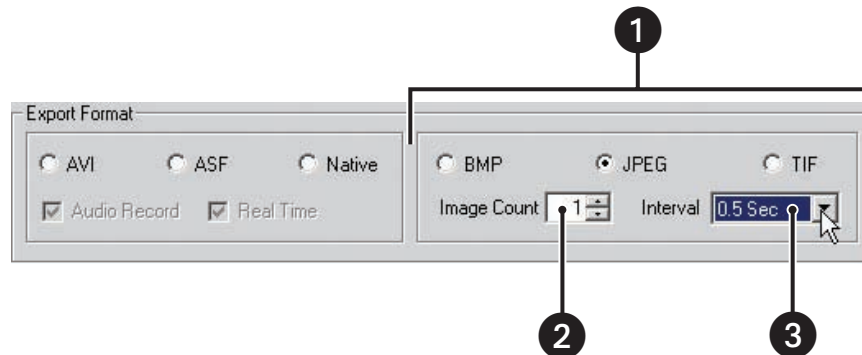 1
Export Format
AVI ASF Native BMP JPEG TIF
Audio Record Real Time Image Count 1 Interval 0.5 Sec
2 3